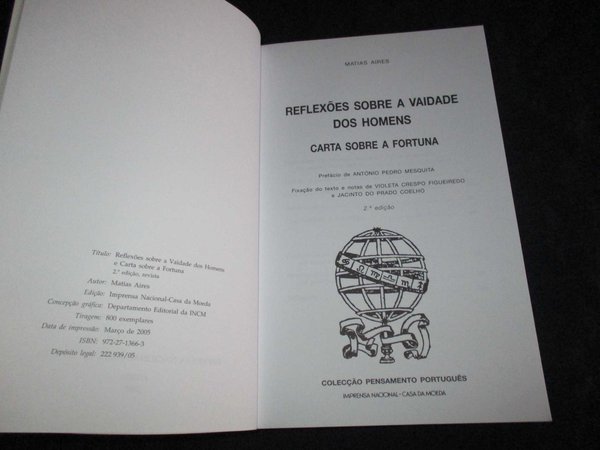 Título: Reflexões sobre a Vaidade dos Homens
e Carta sobre a Fortuna
2.ª edição, revista
Autor: Matias Aires
Edição: Imprensa Nacional-Casa da Moeda
Concepção gráfica: Departamento Editorial da INCM
Tiragem: 800 exemplares
Data de impressão: Março de 2005
ISBN: 972-27-1366-3
Depósito legal: 222 939/05
MATIAS AIRES
REFLEXÕES SOBRE A VAIDADE
DOS HOMENS
CARTA SOBRE A FORTUNA
Prefácio de ANTÓNIO PEDRO MESQUITA
Fixação do texto e notas de VIOLETA CRESPO FIGUEIREDO
e JACINTO DO PRADO COELHO
2.ª edição
COLECÇÃO PENSAMENTO PORTUGUÊS
IMPRENSA NACIONAL - CASA DA MOEDA